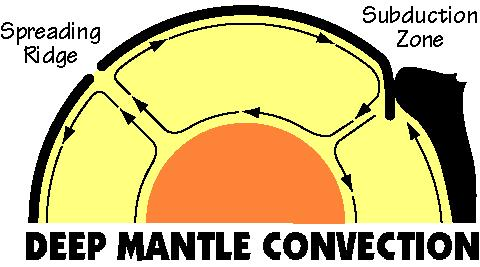 Spreading
Ridge
Subduction
Zone
DEEP MANTLE CONVECTION